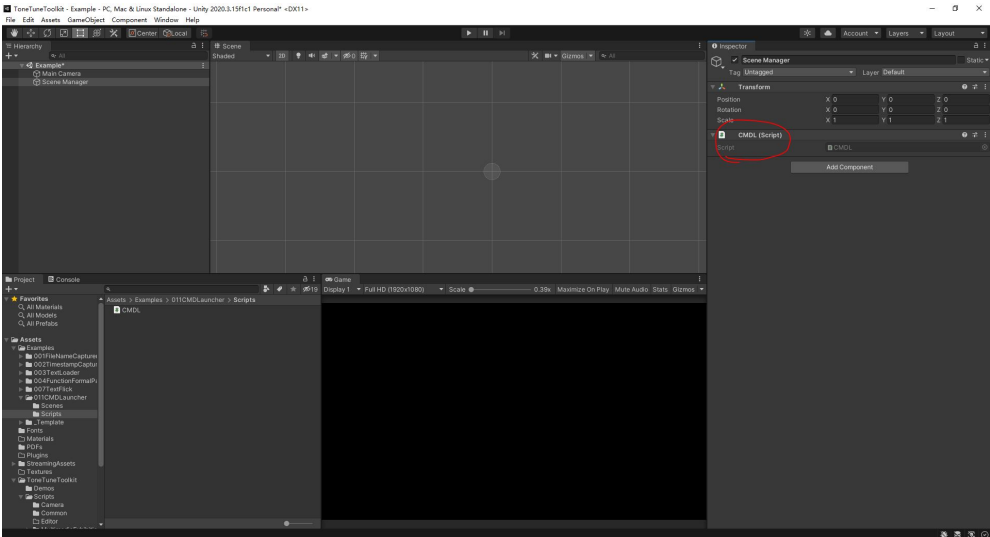 ToneTuneToolkit - Example - PC, Mac & Linux Standalone - Unity 2020.3.15f1c1 Personal* <DX11>
File Edit Assets GameObject Component Window Help
Center Local
Account Layers Layout
Hierarchy
All
Example*
Main Camera
Scene Manager
Scene
Shaded 2D 0 Gizmos All
Inspector
Scene Manager Static
Tag Untagged Layer Default
Transform
Position X 0 Y 0 Z 0
Rotation X 0 Y 0 Z 0
Scale X 1 Y 1 Z 1
CMDL (Script)
Script CMDL
Add Component
Project Console
19
Favorites
All Materials
All Models
All Prefabs
Assets
Examples
001FileNameCapturer
002TimestampCaptur
003TextLoader
004FunctionFormalPa
007TextFlick
011CMDLauncher
Scenes
Scripts
_Template
Fonts
Materials
PDFs
Plugins
StreamingAssets
Textures
ToneTuneToolkit
Demos
Scripts
Camera
Common
Editor
Assets > Examples > 011CMDLauncher > Scripts
CMDL
Game
Display 1 Full HD (1920x1080) Scale 0.39x Maximize On Play Mute Audio Stats Gizmos